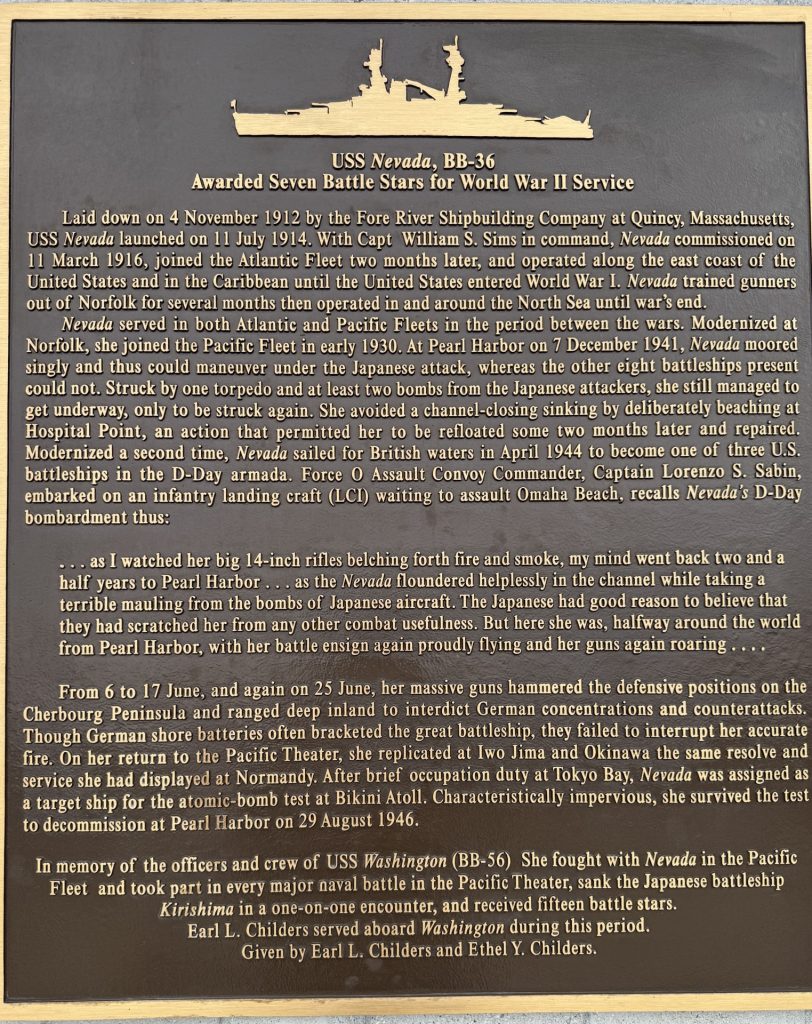 USS Nevada, BB-36
Awarded Seven Battle Stars for World War II Service
Laid down on 4 November 1912 by the Fore River Shipbuilding Company at Quincy, Massachusetts,
USS Nevada launched on 11 July 1914. With Capt William S. Sims in command, Nevada commissioned on
11 March 1916, joined the Atlantic Fleet two months later, and operated along the east coast of the
United States and in the Caribbean until the United States entered World War I. Nevada trained gunners
out of Norfolk for several months then operated in and around the North Sea until war's end.
Nevada served in both Atlantic and Pacific Fleets in the period between the wars. Modernized at
Norfolk, she joined the Pacific Fleet in early 1930. At Pearl Harbor on 7 December 1941, Nevada moored
singly and thus could maneuver under the Japanese attack, whereas the other eight battleships present
could not. Struck by one torpedo and at least two bombs from the Japanese attackers, she still managed to
get underway, only to be struck again. She avoided a channel-closing sinking by deliberately beaching at
Hospital Point, an action that permitted her to be refloated some two months later and repaired.
Modernized a second time, Nevada sailed for British waters in April 1944 to become one of three U.S.
battleships in the D-Day armada. Force O Assault Convoy Commander, Captain Lorenzo S. Sabin,
embarked on an infantry landing craft (LCI) waiting to assault Omaha Beach, recalls Nevada's D-Day
bombardment thus:
. . . as I watched her big 14-inch rifles belching forth fire and smoke, my mind went back two and a
half years to Pearl Harbor . . . as the Nevada floundered helplessly in the channel while taking a
terrible mauling from the bombs of Japanese aircraft. The Japanese had good reason to believe that
they had scratched her from any other combat usefulness. But here she was, halfway around the world
from Pearl Harbor, with her battle ensign again proudly flying and her guns again roaring . . . .
From 6 to 17 June, and again on 25 June, her massive guns hammered the defensive positions on the
Cherbourg Peninsula and ranged deep inland to interdict German concentrations and counterattacks.
Though German shore batteries often bracketed the great battleship, they failed to interrupt her accurate
fire. On her return to the Pacific Theater, she replicated at Iwo Jima and Okinawa the same resolve and
service she had displayed at Normandy. After brief occupation duty at Tokyo Bay, Nevada was assigned as
a target ship for the atomic-bomb test at Bikini Atoll. Characteristically impervious, she survived the test
to decommission at Pearl Harbor on 29 August 1946.
In memory of the officers and crew of USS Washington (BB-56) She fought with Nevada in the Pacific
Fleet and took part in every major naval battle in the Pacific Theater, sank the Japanese battleship
Kirishima in a one-on-one encounter, and received fifteen battle stars.
Earl L. Childers served aboard Washington during this period.
Given by Earl L. Childers and Ethel Y. Childers.